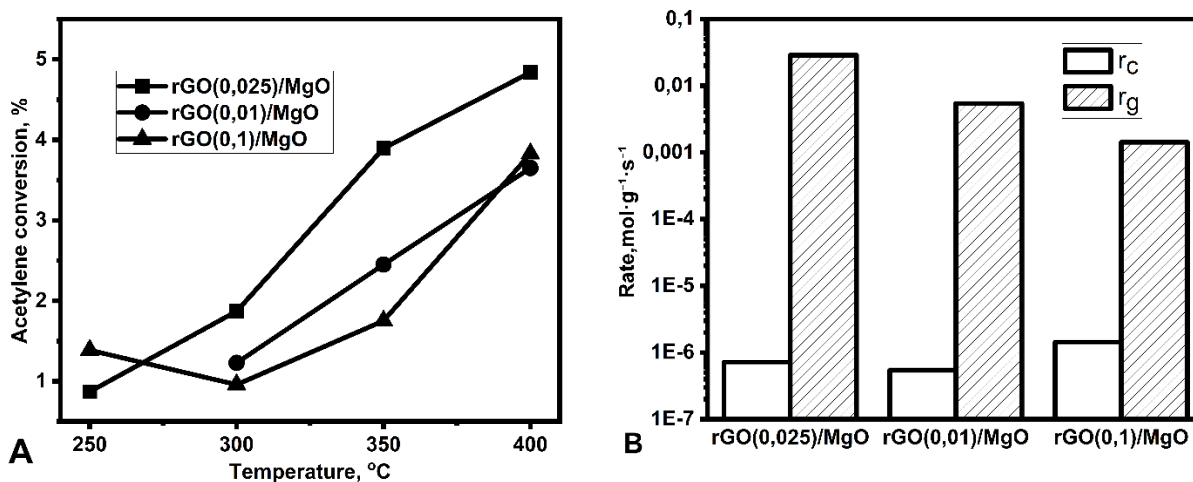 5
4
3
2
1
Acetylene conversion, %
rGO(0,025)/MgO
rGO(0,01)/MgO
rGO(0,1)/MgO
250 300 350 400
Temperature, °C
A
0,1
0,01
0,001
1E-4
1E-5
1E-6
1E-7
Rate,mol·g⁻¹·s⁻¹
rC
rg
rGO(0,025)/MgO rGO(0,01)/MgO rGO(0,1)/MgO
B